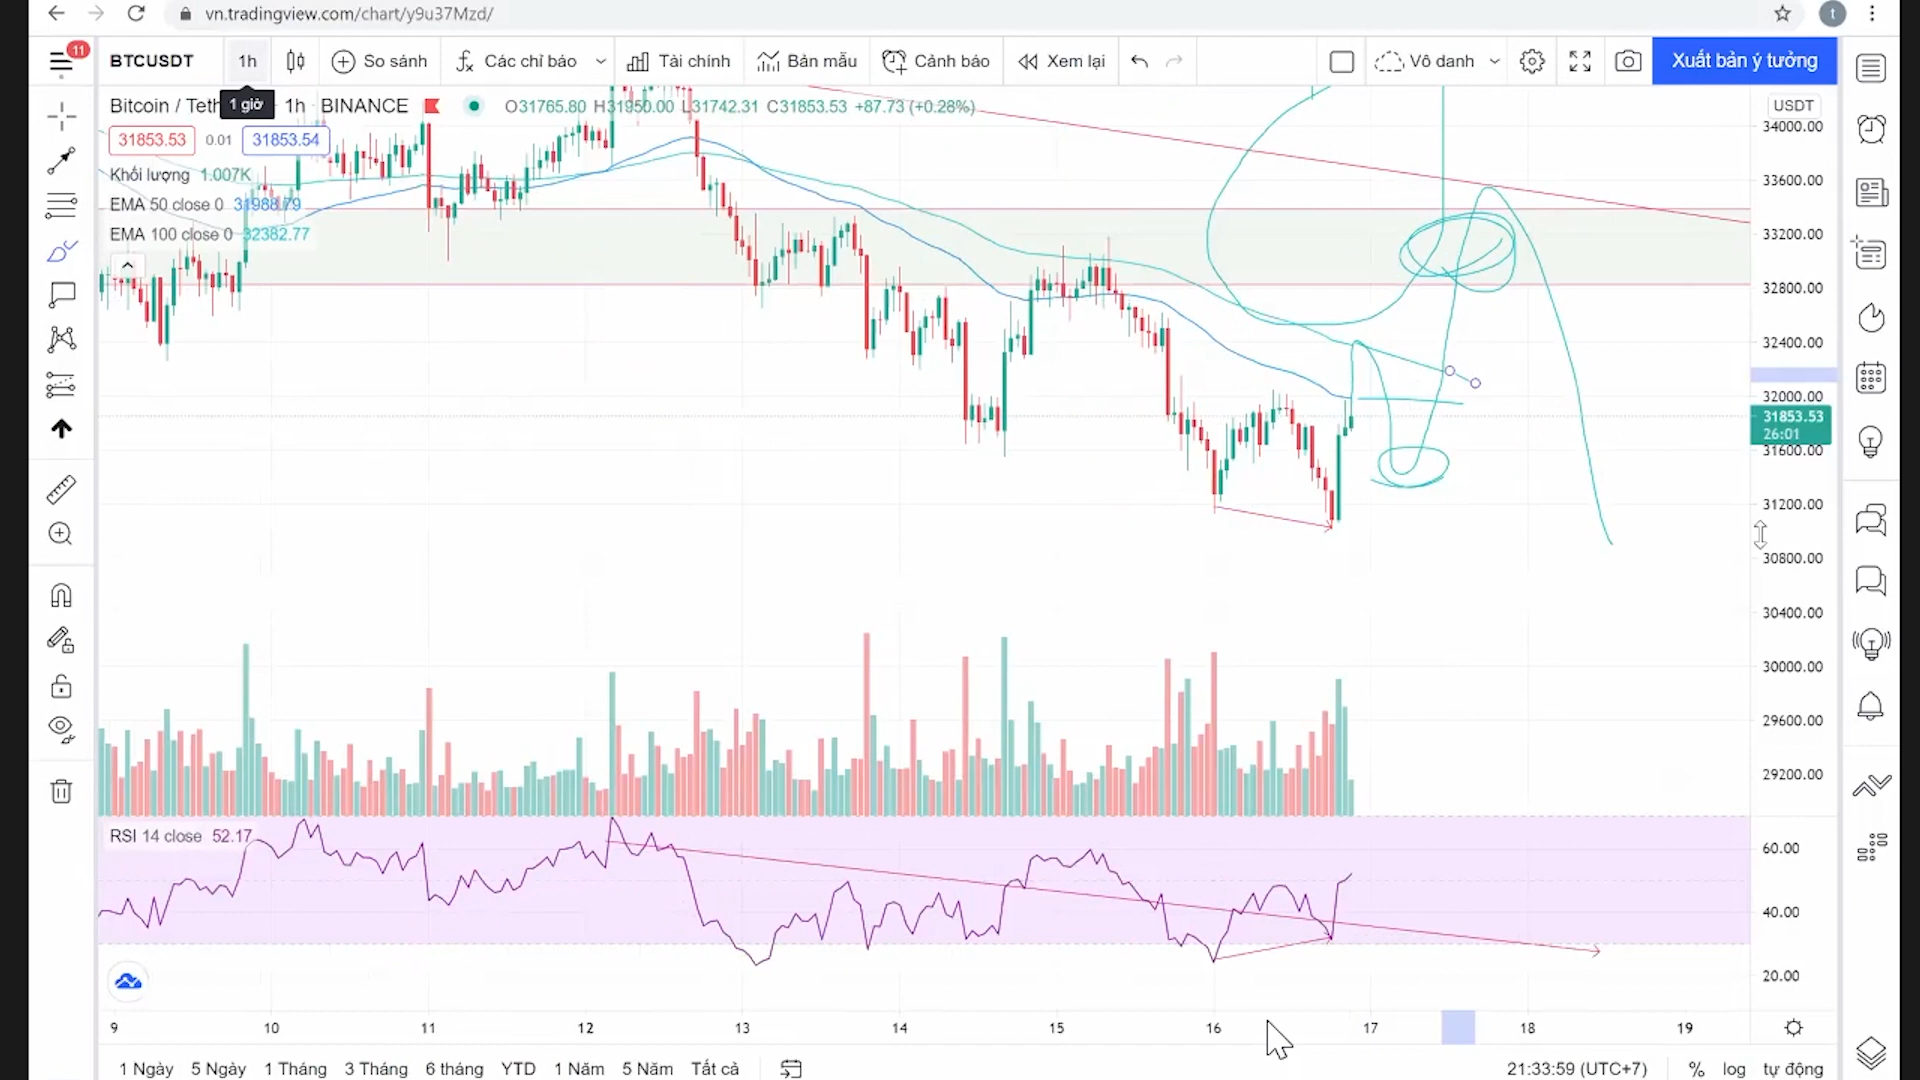 vn.tradingview.com/chart/y9u37Mzd/
t
11
BTCUSDT
1h
So sánh
Các chỉ báo
Tài chính
Bản mẫu
Cảnh báo
Xem lại
Vô danh
Xuất bản ý tưởng
Bitcoin / Teth
1 giờ
1h
BINANCE
O31765.80 H31950.00 L31742.31 C31853.53 +87.73 (+0.28%)
31853.53
0.01
31853.54
Khối lượng 1.007K
EMA 50 close 0 31988.79
EMA 100 close 0 32382.77
USDT
34000.00
33600.00
33200.00
32800.00
32400.00
32000.00
31853.53
26:01
31600.00
31200.00
30800.00
30400.00
30000.00
29600.00
29200.00
RSI 14 close 52.17
60.00
40.00
20.00
9 10 11 12 13 14 15 16 17 18 19
1 Ngày 5 Ngày 1 Tháng 3 Tháng 6 tháng YTD 1 Năm 5 Năm Tất cả
21:33:59 (UTC+7)
% log tự động